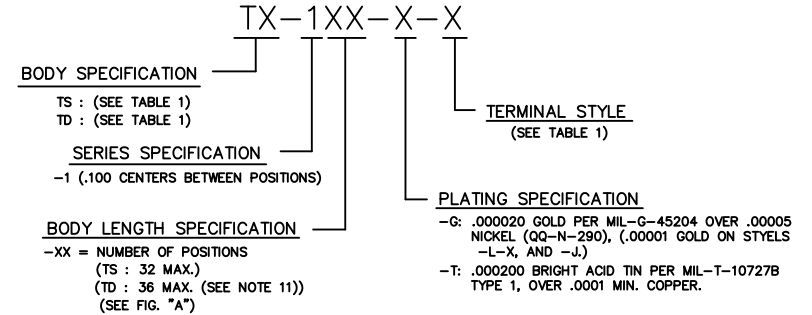 TX-1XX-X-X
BODY SPECIFICATION
TS : (SEE TABLE 1)
TD : (SEE TABLE 1)
SERIES SPECIFICATION
-1 (.100 CENTERS BETWEEN POSITIONS)
BODY LENGTH SPECIFICATION
-XX = NUMBER OF POSITIONS
(TS : 32 MAX.)
(TD : 36 MAX. (SEE NOTE 11))
(SEE FIG. "A")
TERMINAL STYLE
(SEE TABLE 1)
PLATING SPECIFICATION
-G: .000020 GOLD PER MIL-G-45204 OVER .00005
NICKEL (QQ-N-290), (.00001 GOLD ON STYELS
-L-X, AND -J.)
-T: .000200 BRIGHT ACID TIN PER MIL-T-10727B
TYPE 1, OVER .0001 MIN. COPPER.